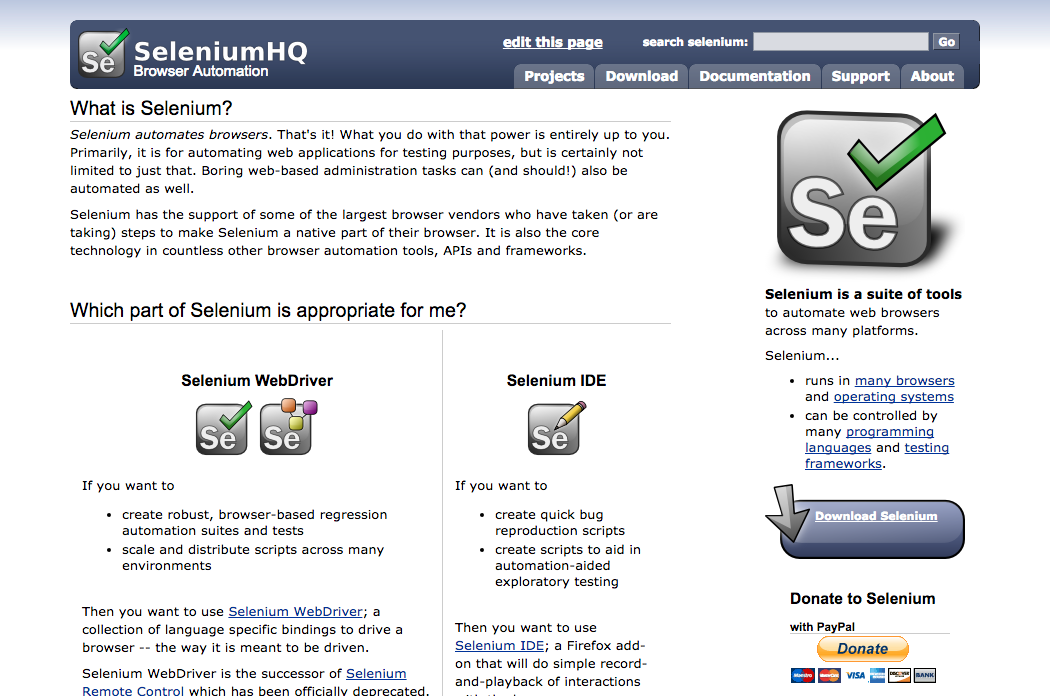 Se
SeleniumHQ
Browser Automation
edit this page
search selenium:
Go
Projects
Download
Documentation
Support
About
What is Selenium?
Selenium automates browsers. That's it! What you do with that power is entirely up to you.
Primarily, it is for automating web applications for testing purposes, but is certainly not
limited to just that. Boring web-based administration tasks can (and should!) also be
automated as well.
Selenium has the support of some of the largest browser vendors who have taken (or are
taking) steps to make Selenium a native part of their browser. It is also the core
technology in countless other browser automation tools, APIs and frameworks.
Which part of Selenium is appropriate for me?
Selenium WebDriver
Se
Se
If you want to
create robust, browser-based regression
automation suites and tests
scale and distribute scripts across many
environments
Then you want to use Selenium WebDriver; a
collection of language specific bindings to drive a
browser -- the way it is meant to be driven.
Selenium WebDriver is the successor of Selenium
Remote Control which has been officially deprecated.
Selenium IDE
Se
If you want to
create quick bug
reproduction scripts
create scripts to aid in
automation-aided
exploratory testing
Then you want to use
Selenium IDE; a Firefox add-
on that will do simple record-
and-playback of interactions
Se
Selenium is a suite of tools
to automate web browsers
across many platforms.
Selenium...
runs in many browsers
and operating systems
can be controlled by
many programming
languages and testing
frameworks.
Download Selenium
Donate to Selenium
with PayPal
Donate
VISA
BANK